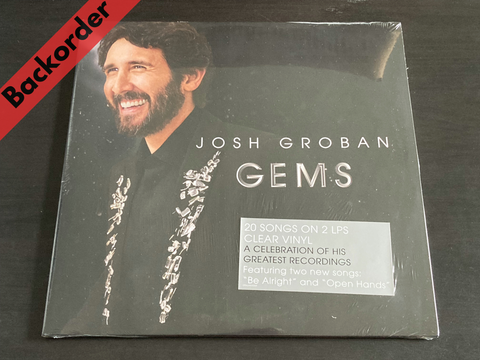 Backorder
JOSH GROBAN
GEMS
20 SONGS ON 2 LPS
CLEAR VINYL
A CELEBRATION OF HIS
GREATEST RECORDINGS
Featuring two new songs:
"Be Alright" and "Open Hands"